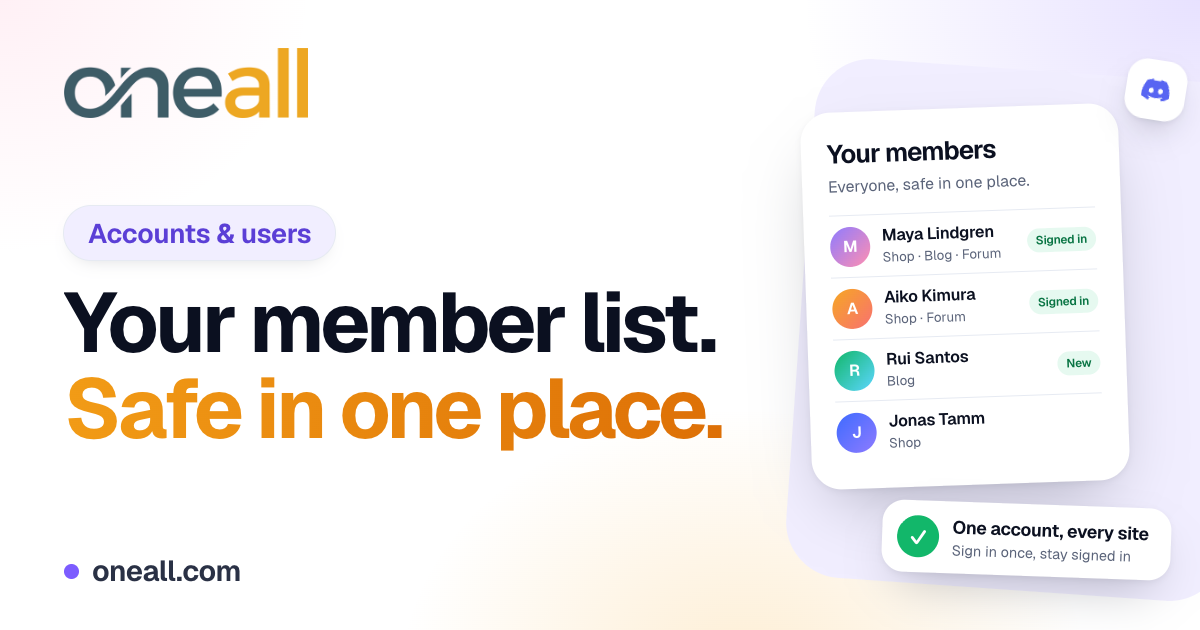 oneall
Accounts & users
Your member list.
Safe in one place.
oneall.com
Your members
Everyone, safe in one place.
M
Maya Lindgren
Shop · Blog · Forum
Signed in
A
Aiko Kimura
Shop · Forum
Signed in
R
Rui Santos
Blog
New
J
Jonas Tamm
Shop
One account, every site
Sign in once, stay signed in